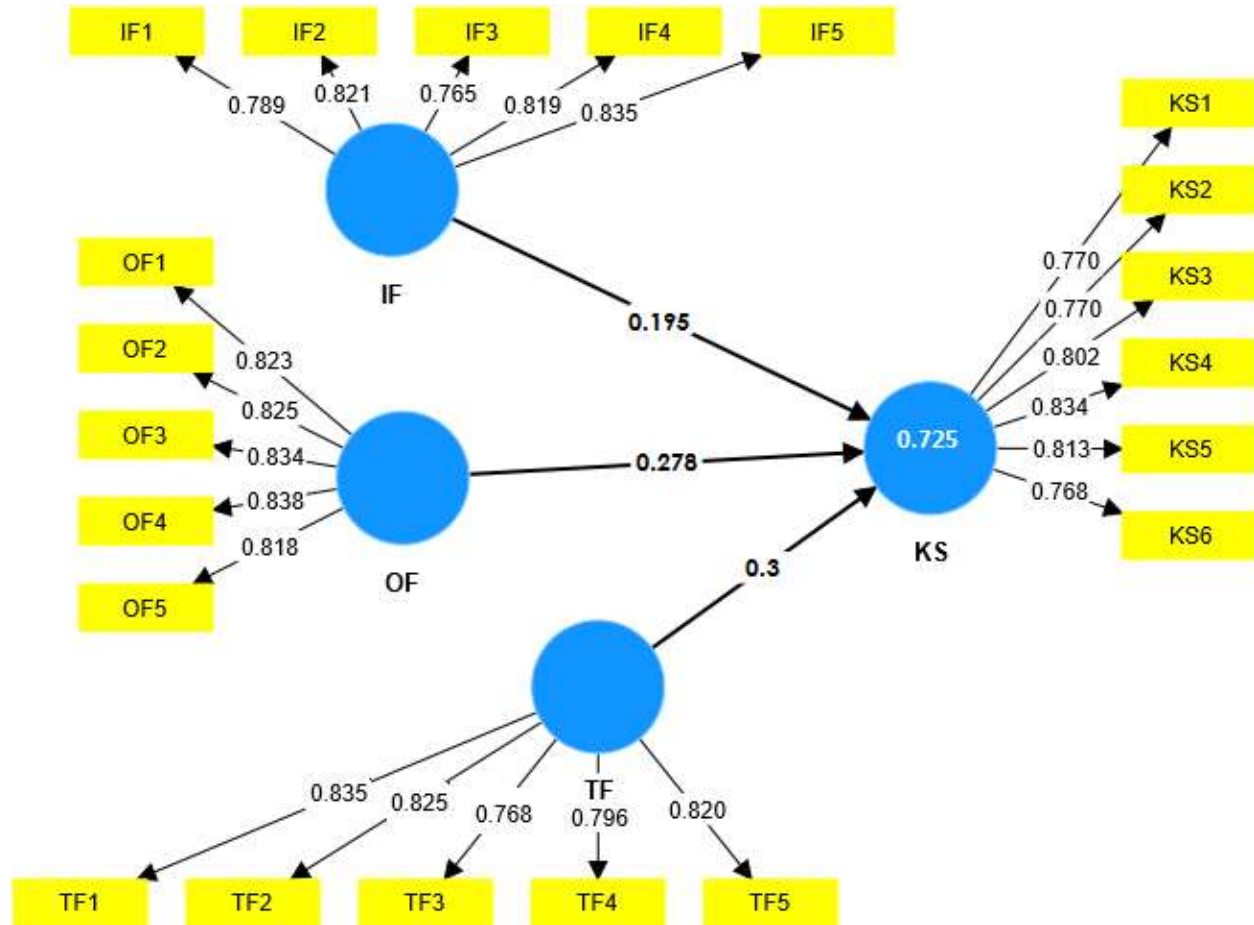 IF1 IF2 IF3 IF4 IF5
0.789 0.821 0.765 0.819 0.835
IF
OF1
OF2
OF3
OF4
OF5
0.823
0.825
0.834
0.838
0.818
OF
0.195
0.278
0.3
0.725
KS
KS1
KS2
KS3
KS4
KS5
KS6
0.770
0.770
0.802
0.834
0.813
0.768
TF
0.835 0.825 0.768 0.796 0.820
TF1 TF2 TF3 TF4 TF5